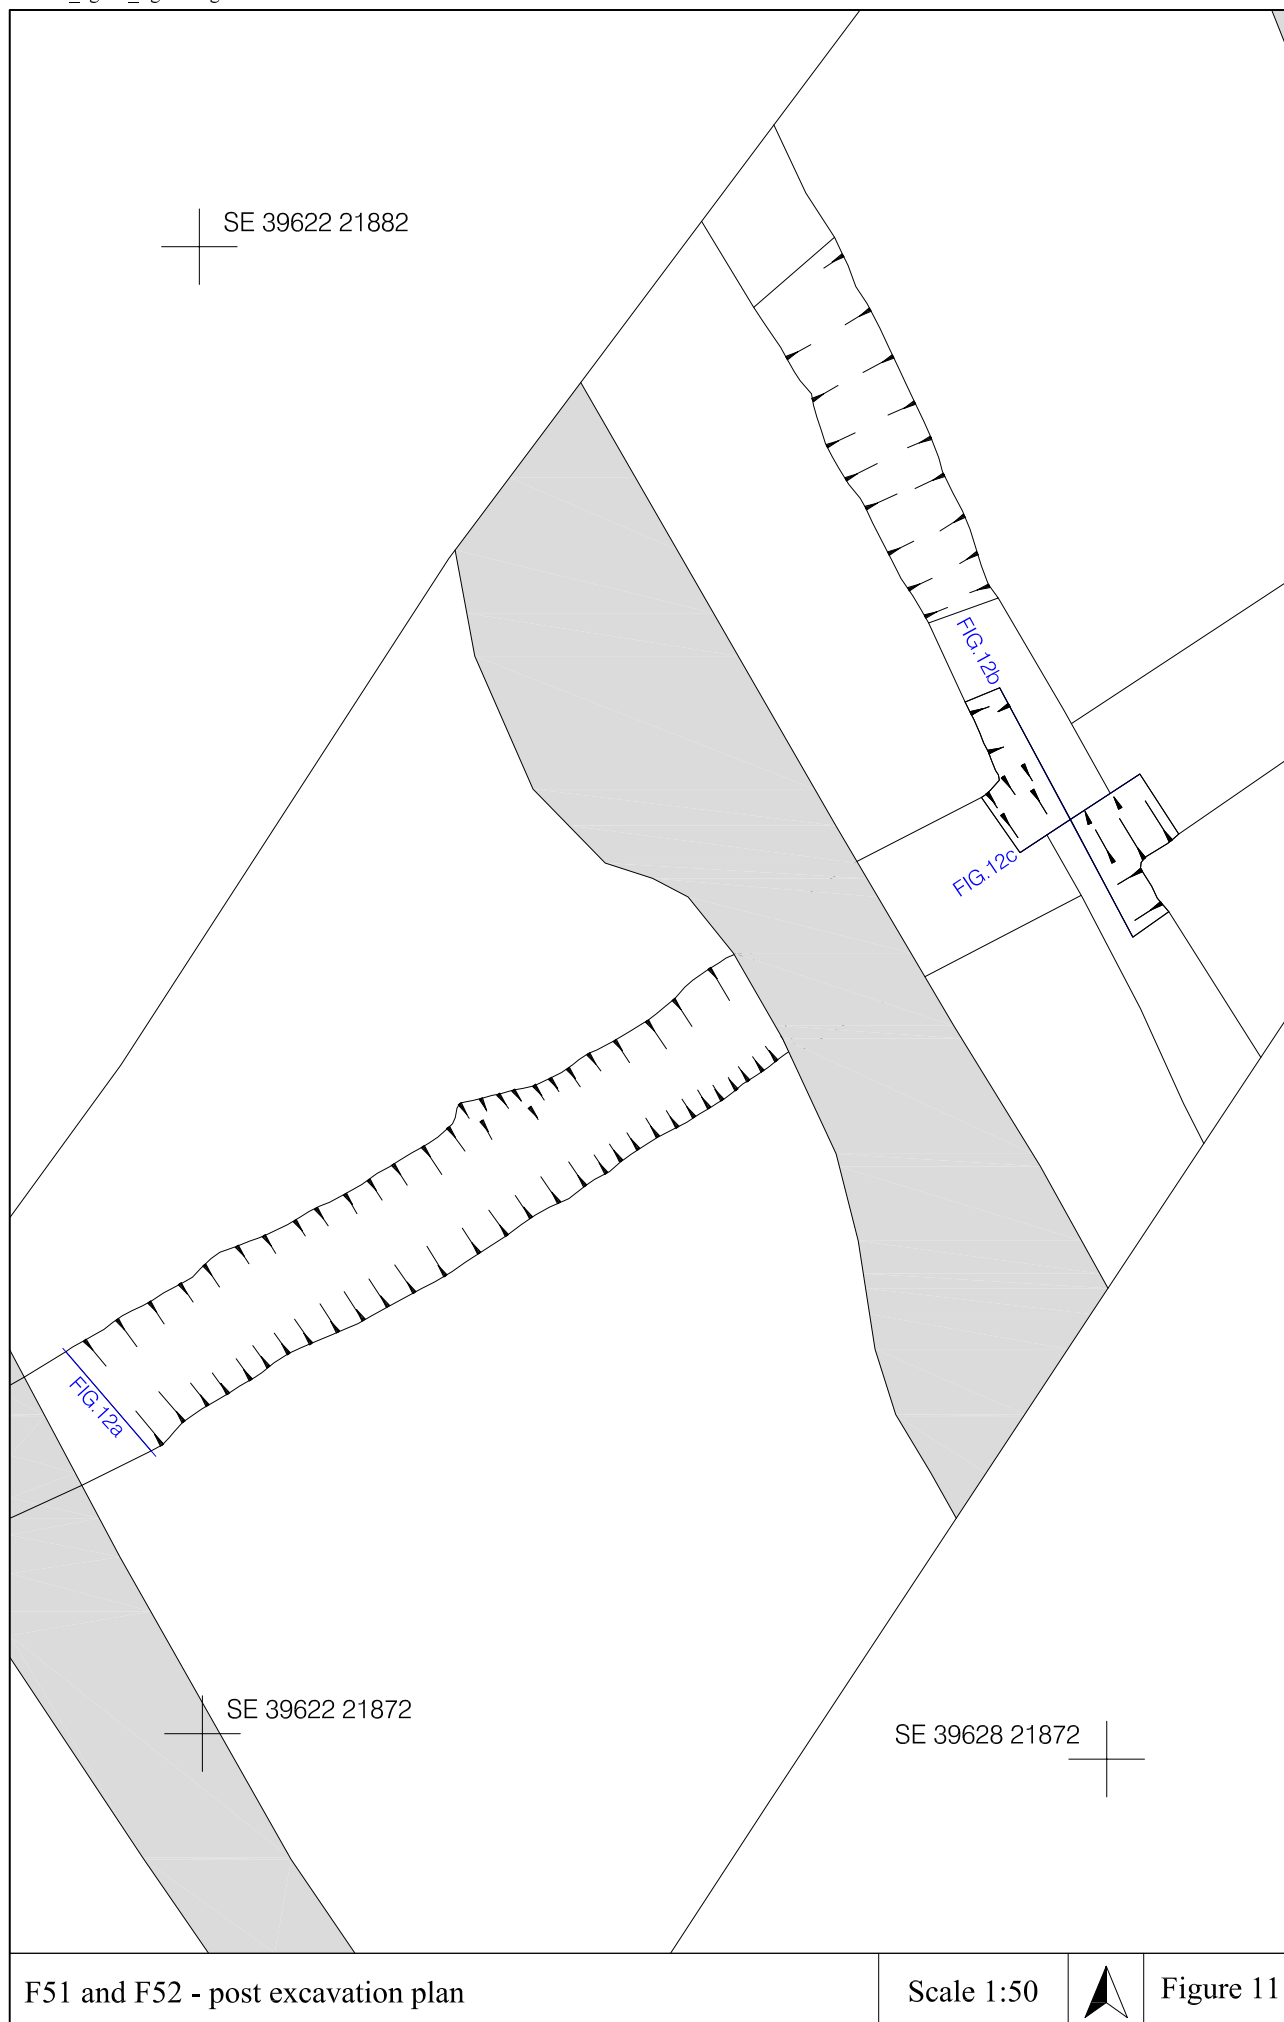 SE 39622 21882
FIG.12b
FIG.12c
FIG.12a
SE 39622 21872
SE 39628 21872
F51 and F52 - post excavation plan
Scale 1:50
Figure 11